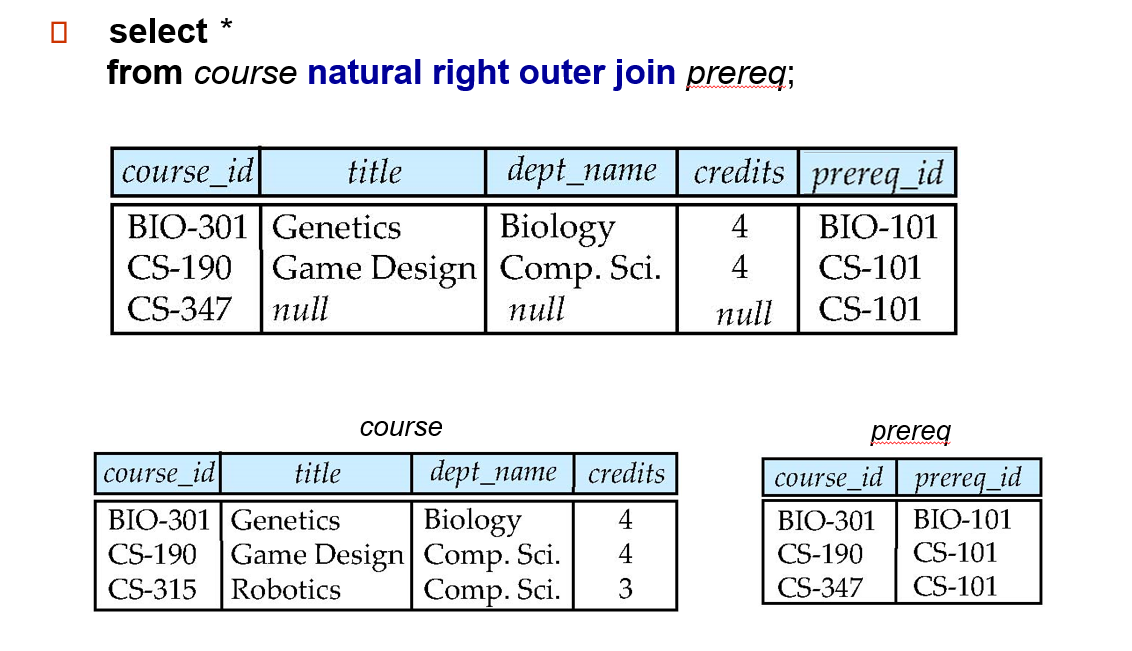 select *
from course natural right outer join prereq;
course_id title dept_name credits prereq_id
BIO-301 Genetics Biology 4 BIO-101
CS-190 Game Design Comp. Sci. 4 CS-101
CS-347 null null null CS-101
course
course_id title dept_name credits
BIO-301 Genetics Biology 4
CS-190 Game Design Comp. Sci. 4
CS-315 Robotics Comp. Sci. 3
prereq
course_id prereq_id
BIO-301 BIO-101
CS-190 CS-101
CS-347 CS-101